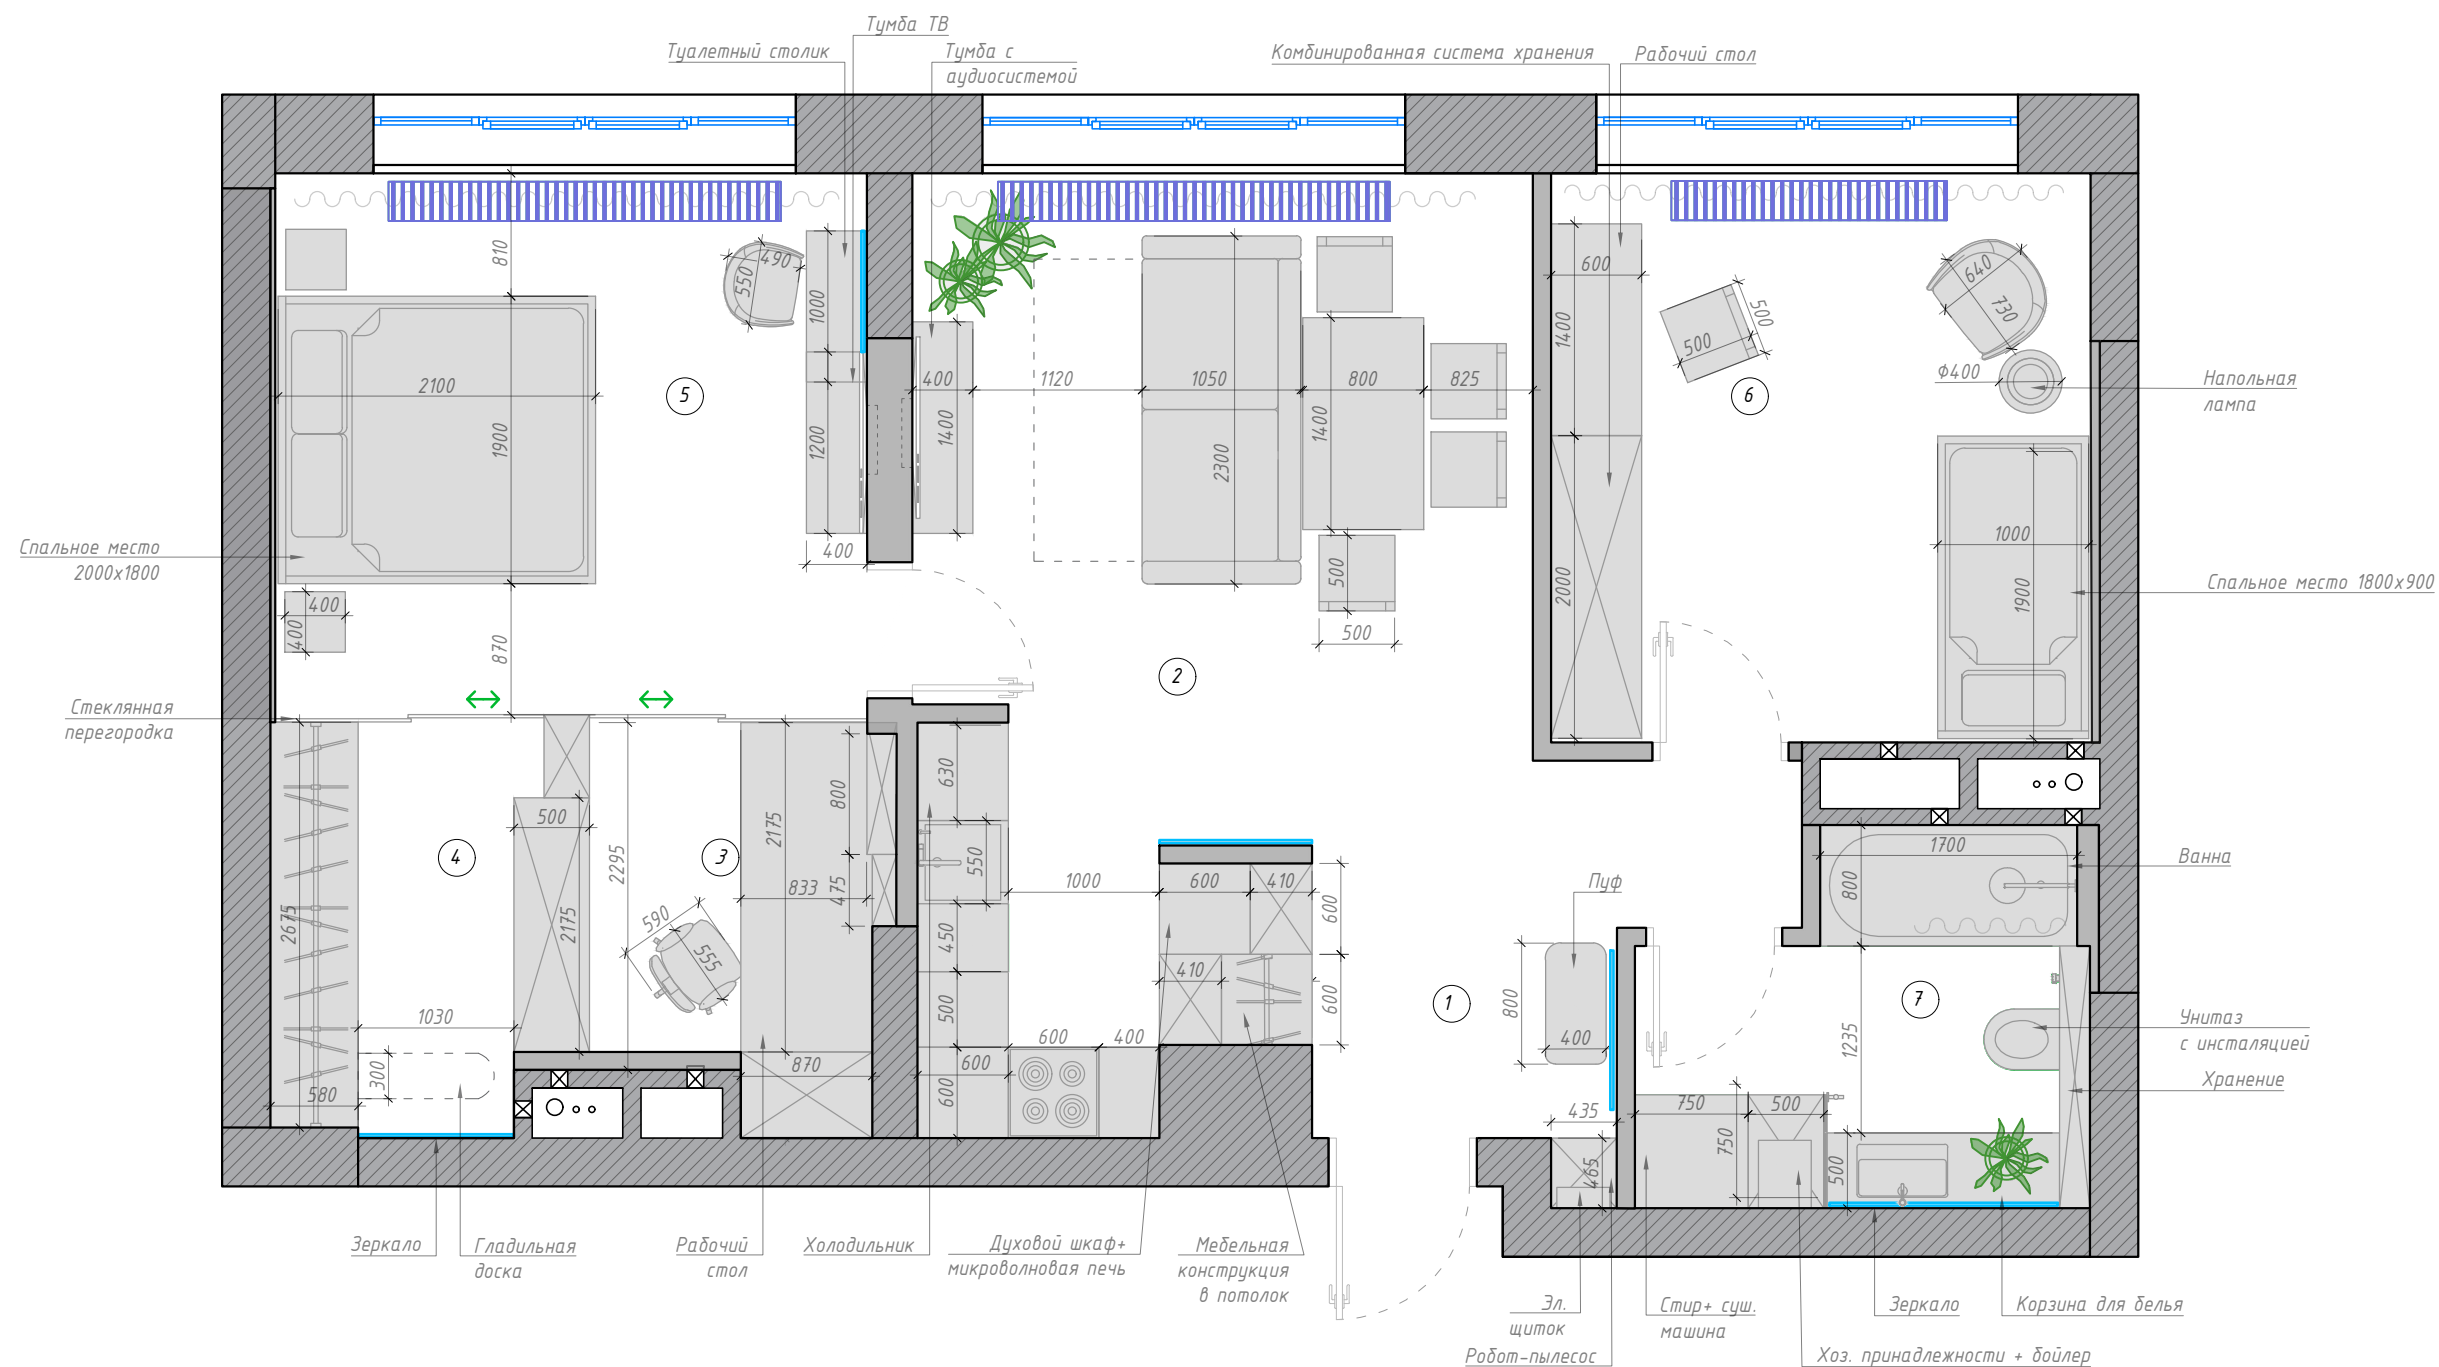 Тумба ТВ
Туалетный столик
Тумба с
аудиосистемой
Комбинированная система хранения
Рабочий стол
810
490
550
1000
600
1400
500
500
640
730
Ф400
Напольная
лампа
2100
5
1900
1200
400
400
1120
1050
800
825
1400
2300
1400
6
Спальное место
2000х1800
400
500
500
2000
1000
1900
Спальное место 1800х900
400
400
870
2
Стеклянная
перегородка
4
500
2295
3
2175
833
800
475
630
550
1000
600
410
600
2675
2175
590
555
450
500
410
600
Пуф
800
400
1
1700
800
Ванна
7
1235
Унитаз
с инсталяцией
Хранение
1030
300
580
870
600
600
600
400
435
465
750
500
750
500
Зеркало
Гладильная
доска
Рабочий
стол
Холодильник
Духовой шкаф+
микроволновая печь
Мебельная
конструкция
в потолок
Эл.
щиток
Робот-пылесос
Стир+ суш.
машина
Хоз. принадлежности + бойлер
Зеркало
Корзина для белья